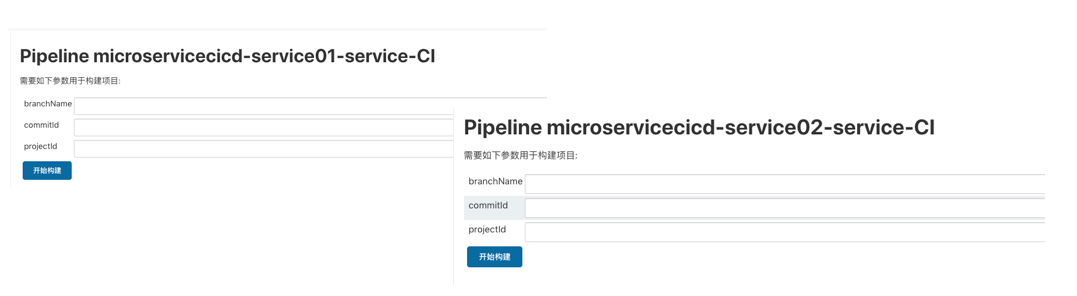 Pipeline microservicecicd-service01-service-CI
需要如下参数用于构建项目:
branchName
commitId
projectId
开始构建
Pipeline microservicecicd-service02-service-CI
需要如下参数用于构建项目:
branchName
commitId
projectId
开始构建